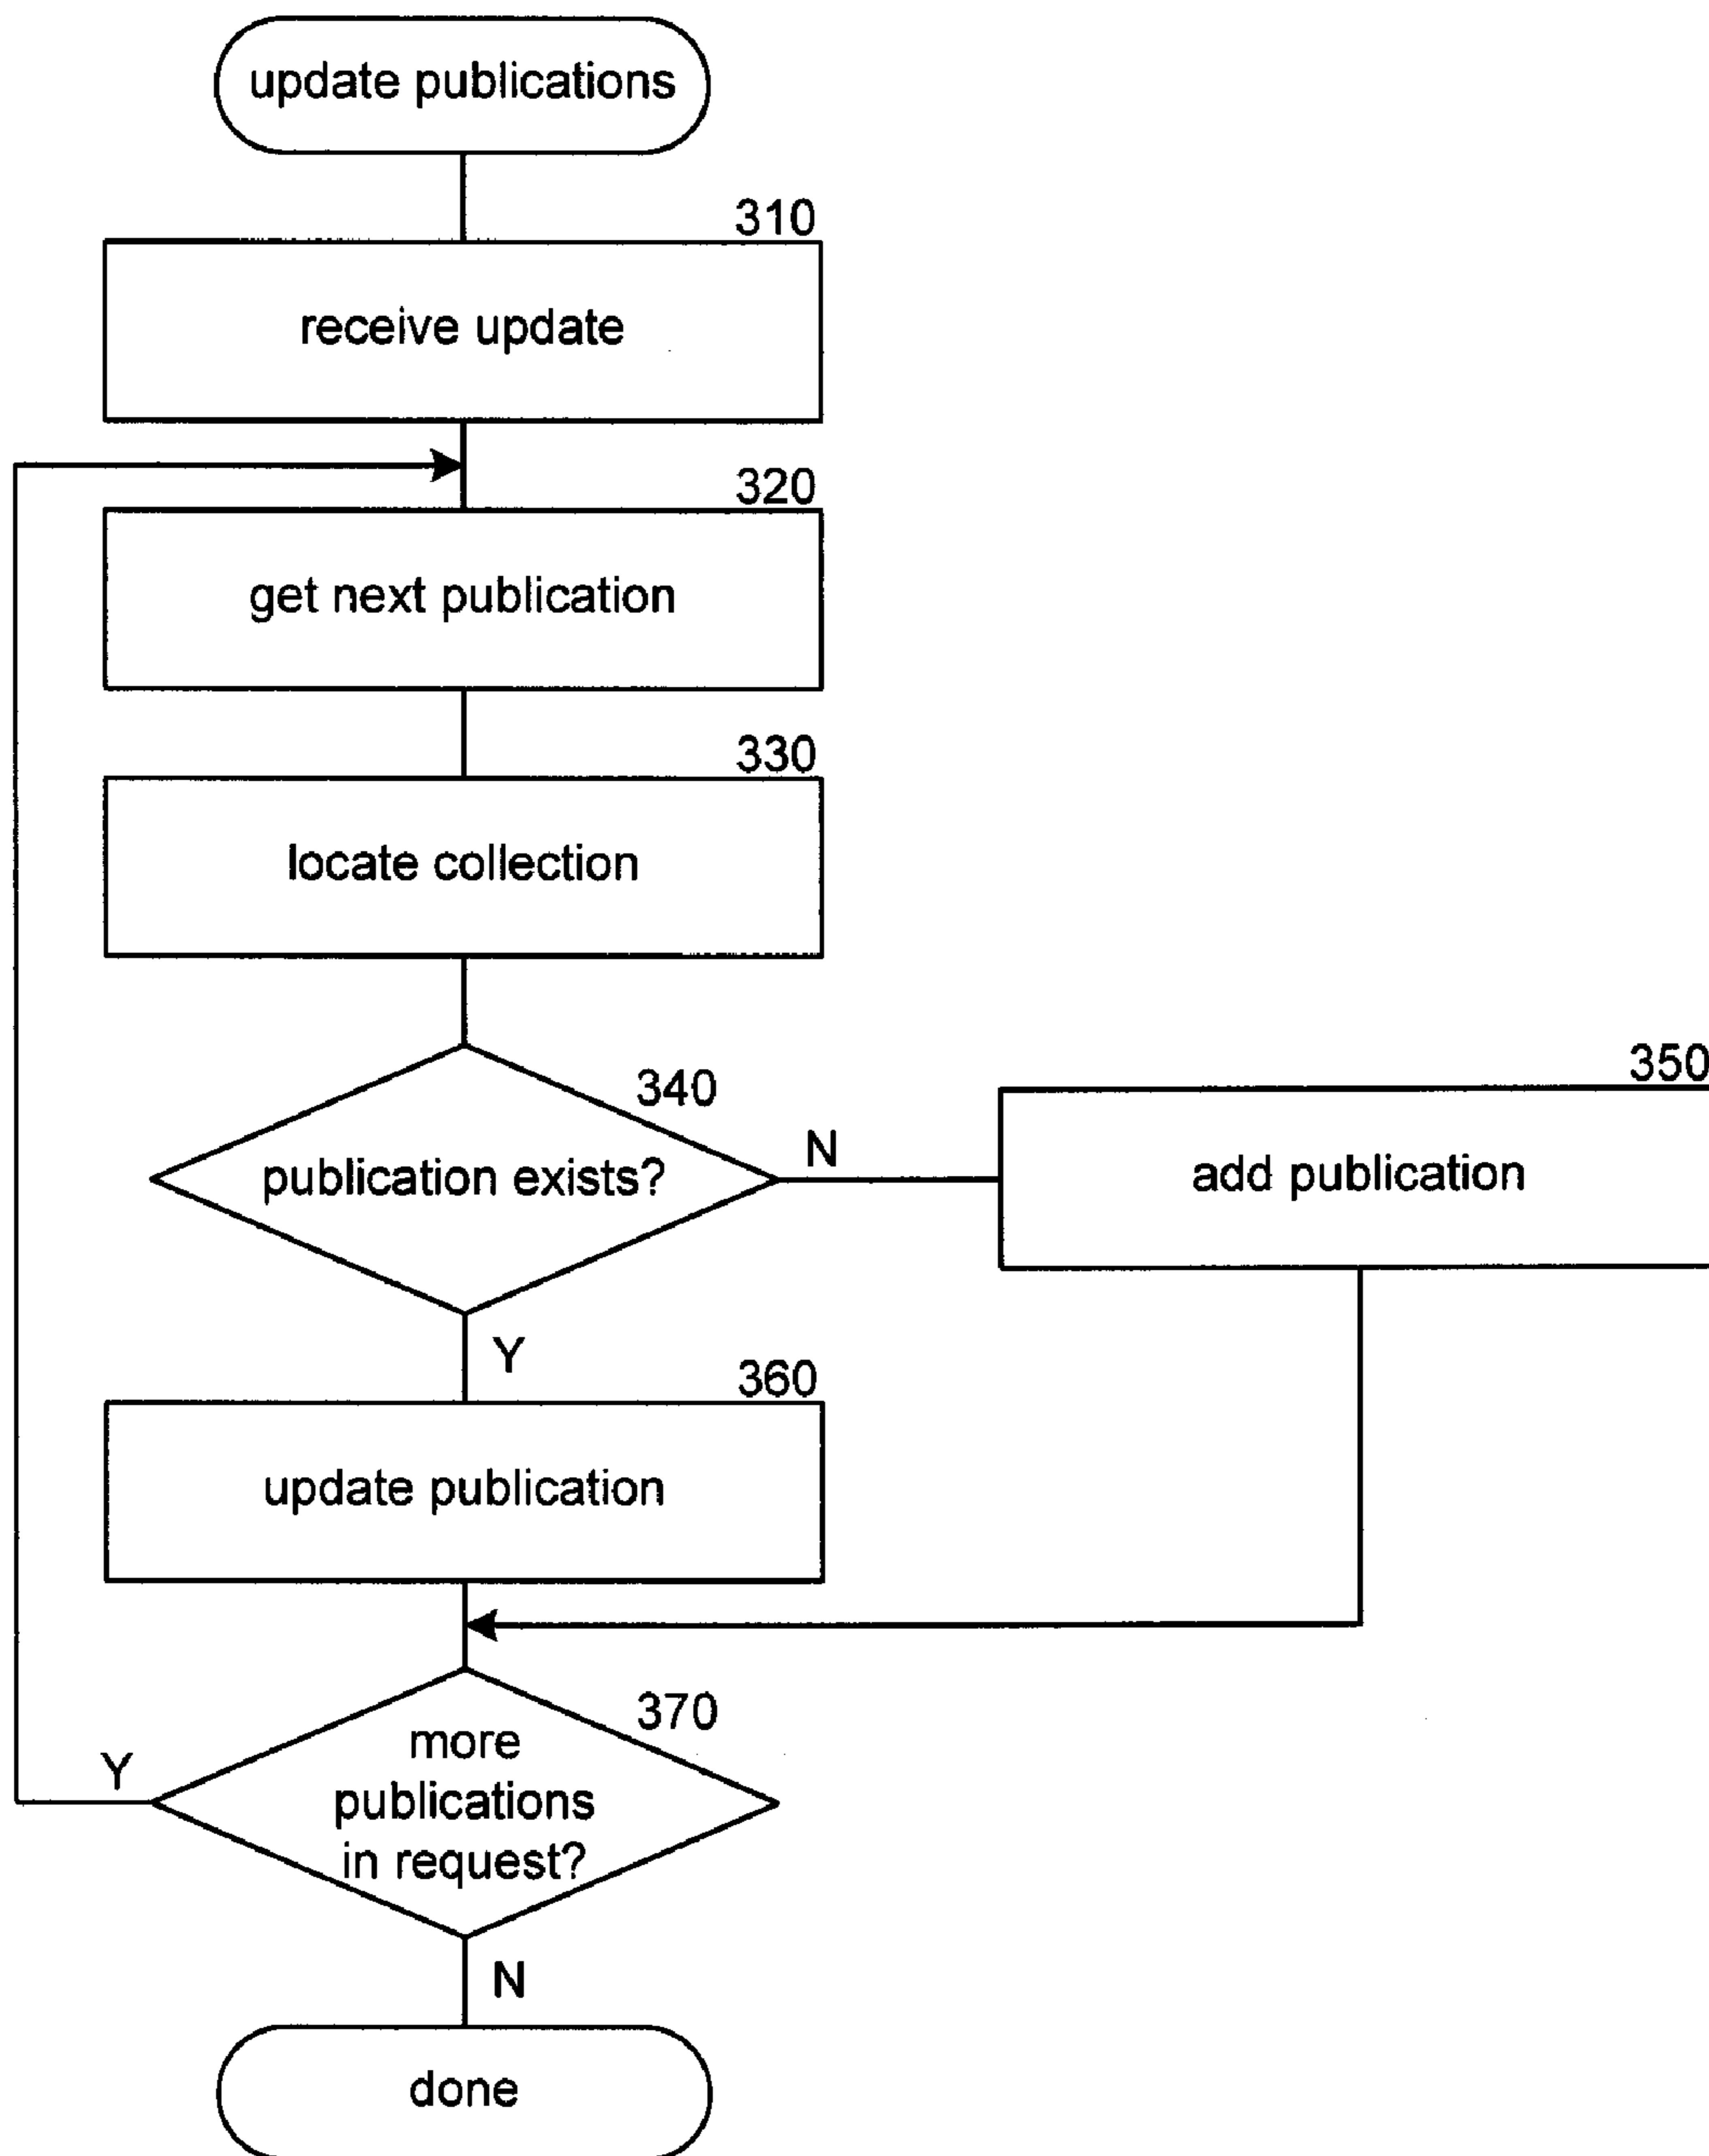 update publications
310
receive update
320
get next publication
330
locate collection
340
publication exists?
N
350
add publication
Y
360
update publication
370
more
publications
in request?
Y
N
done